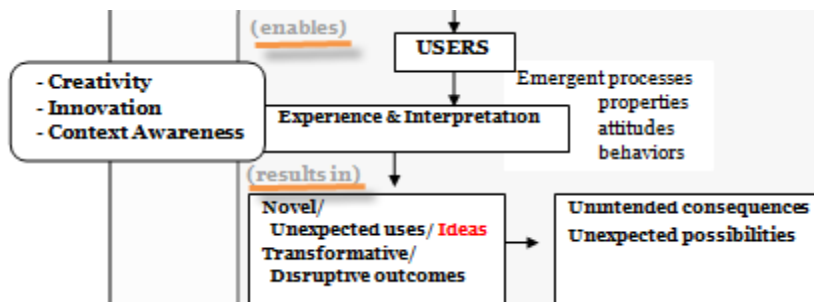 (enables)
USERS
- Creativity
- Innovation
- Context Awareness
Emergent processes
properties
attitudes
behaviors
Experience & Interpretation
(results in)
Novel/
Unexpected uses/ Ideas
Transformative/
Disruptive outcomes
Unintended consequences
Unexpected possibilities